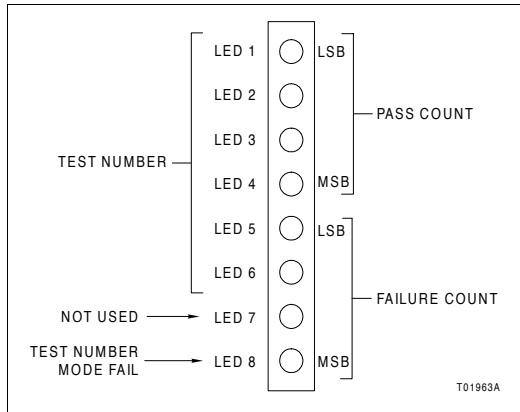 LED 1
LSB
LED 2
PASS COUNT
LED 3
TEST NUMBER
LED 4
MSB
LED 5
LSB
LED 6
FAILURE COUNT
NOT USED
LED 7
TEST NUMBER
MODE FAIL
LED 8
MSB
T01963A